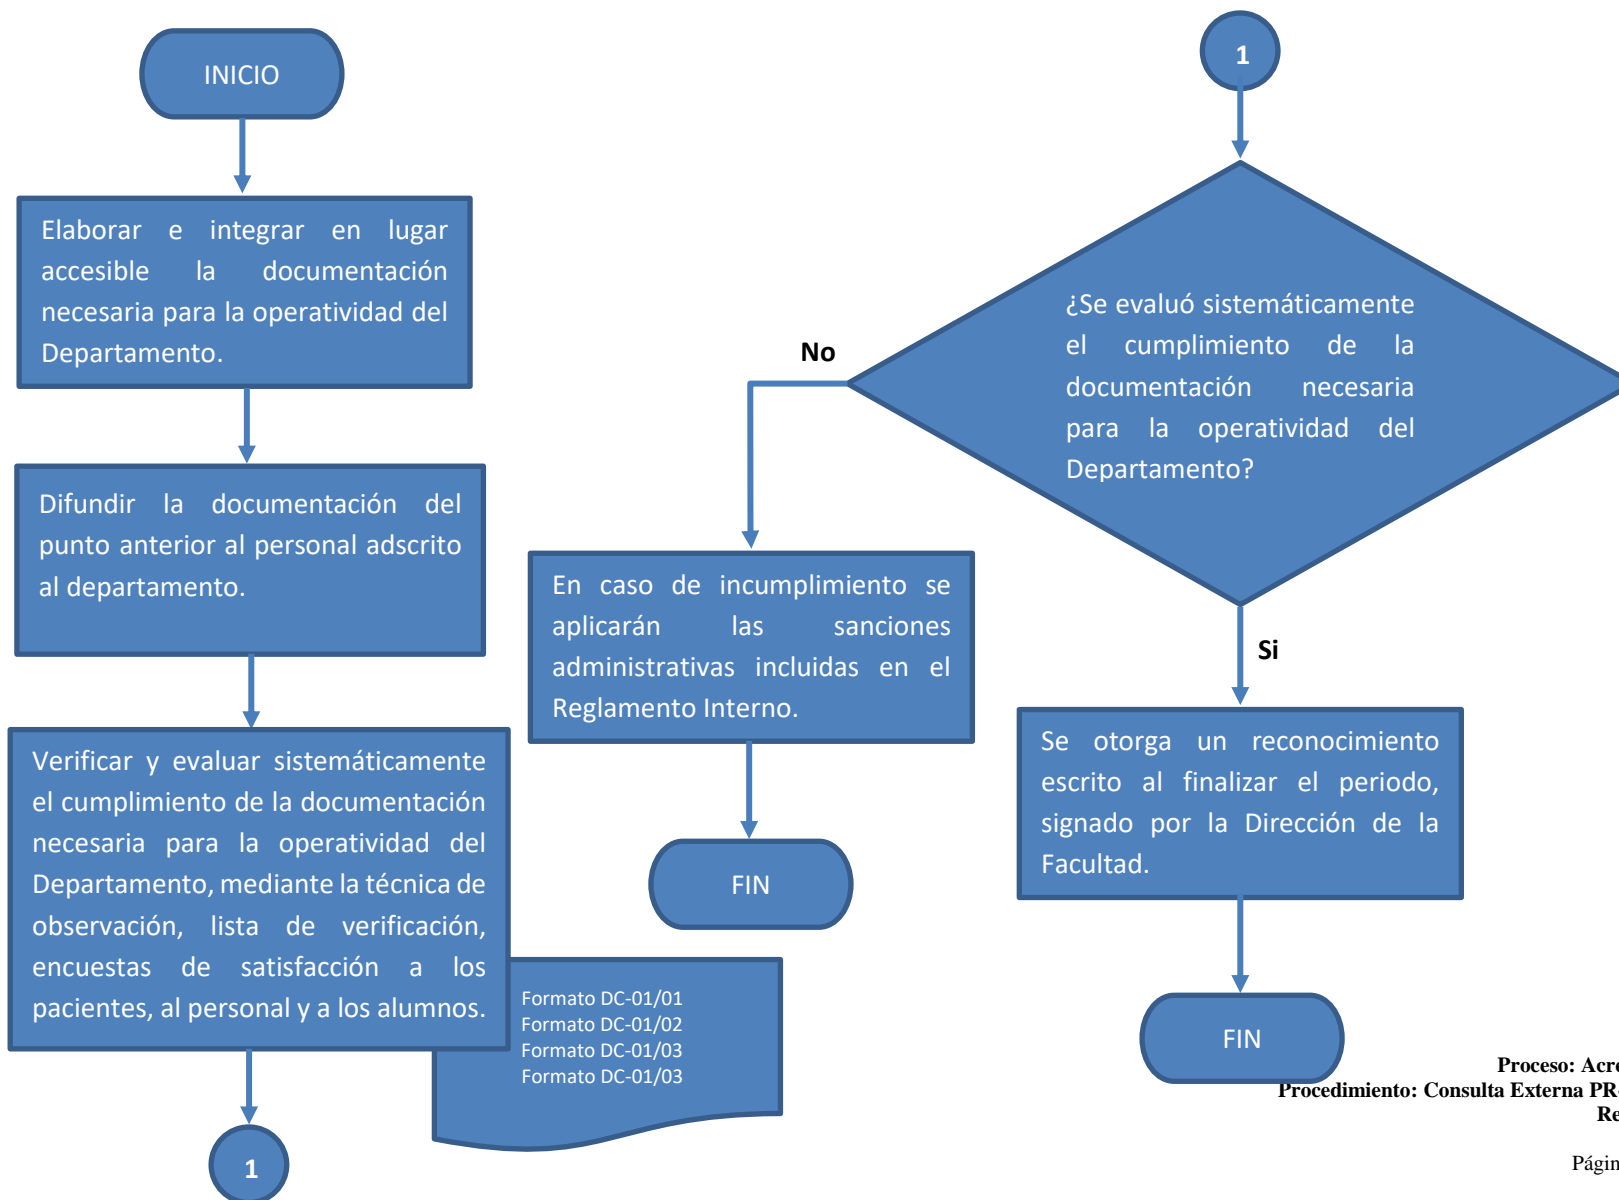 INICIO
Elaborar e integrar en lugar
accesible la documentación
necesaria para la operatividad del
Departamento.
Difundir la documentación del
punto anterior al personal adscrito
al departamento.
Verificar y evaluar sistemáticamente
el cumplimiento de la documentación
necesaria para la operatividad del
Departamento, mediante la técnica de
observación, lista de verificación,
encuestas de satisfacción a los
pacientes, al personal y a los alumnos.
Formato DC-01/01
Formato DC-01/02
Formato DC-01/03
Formato DC-01/03
1
1
¿Se evaluó sistemáticamente
el cumplimiento de la
documentación necesaria
para la operatividad del
Departamento?
No
En caso de incumplimiento se
aplicarán las sanciones
administrativas incluidas en el
Reglamento Interno.
FIN
Si
Se otorga un reconocimiento
escrito al finalizar el periodo,
signado por la Dirección de la
Facultad.
FIN
Proceso: Acre
Procedimiento: Consulta Externa PR-
Re
Págin